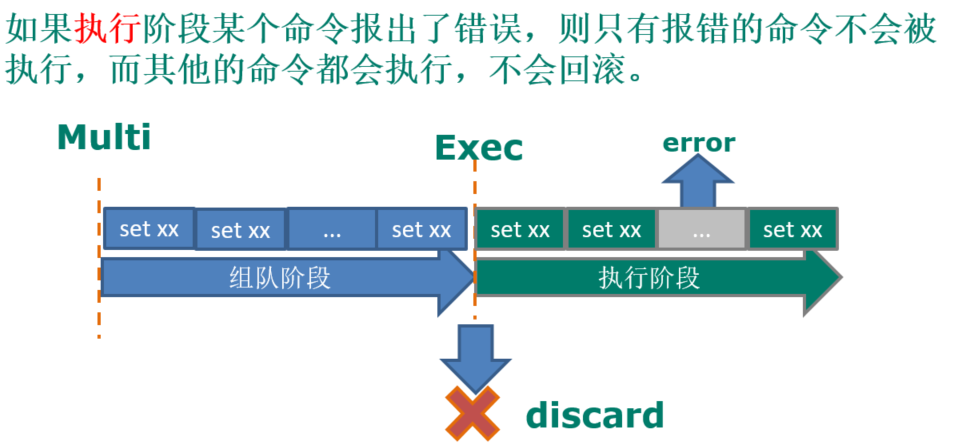 如果执行阶段某个命令报出了错误，则只有报错的命令不会被
执行，而其他的命令都会执行，不会回滚。
Multi
Exec
error
set xx
set xx
...
set xx
set xx
set xx
...
set xx
组队阶段
执行阶段
discard